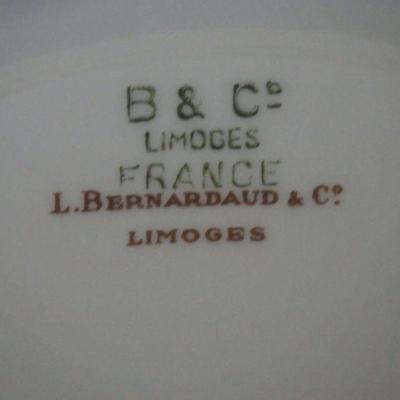 B & Co
LIMOGES
FRANCE
L. BERNARDAUD & Co.
LIMOGES